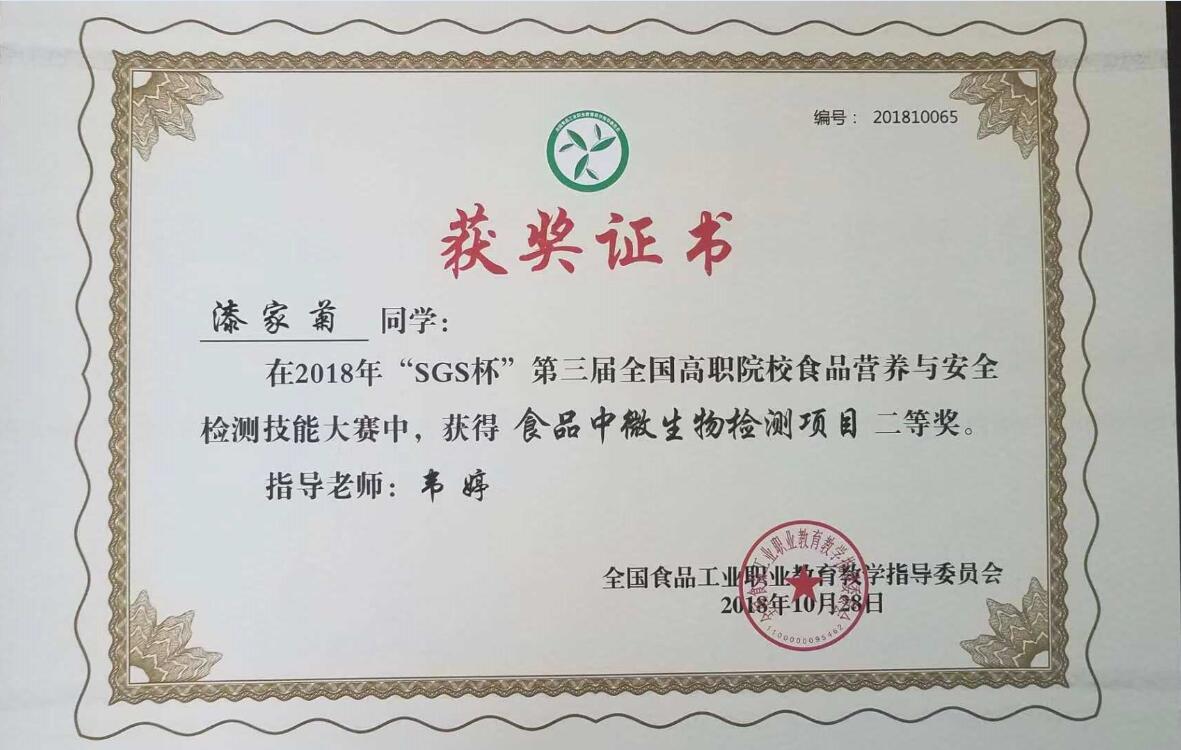 编号： 201810065
获奖证书
漆家菊 同学：
在2018年“SGS杯”第三届全国高职院校食品营养与安全
检测技能大赛中，获得 食品中微生物检测项目 二等奖。
指导老师：韦婷
全国食品工业职业教育教学指导委员会
2018年10月28日
1100000095462